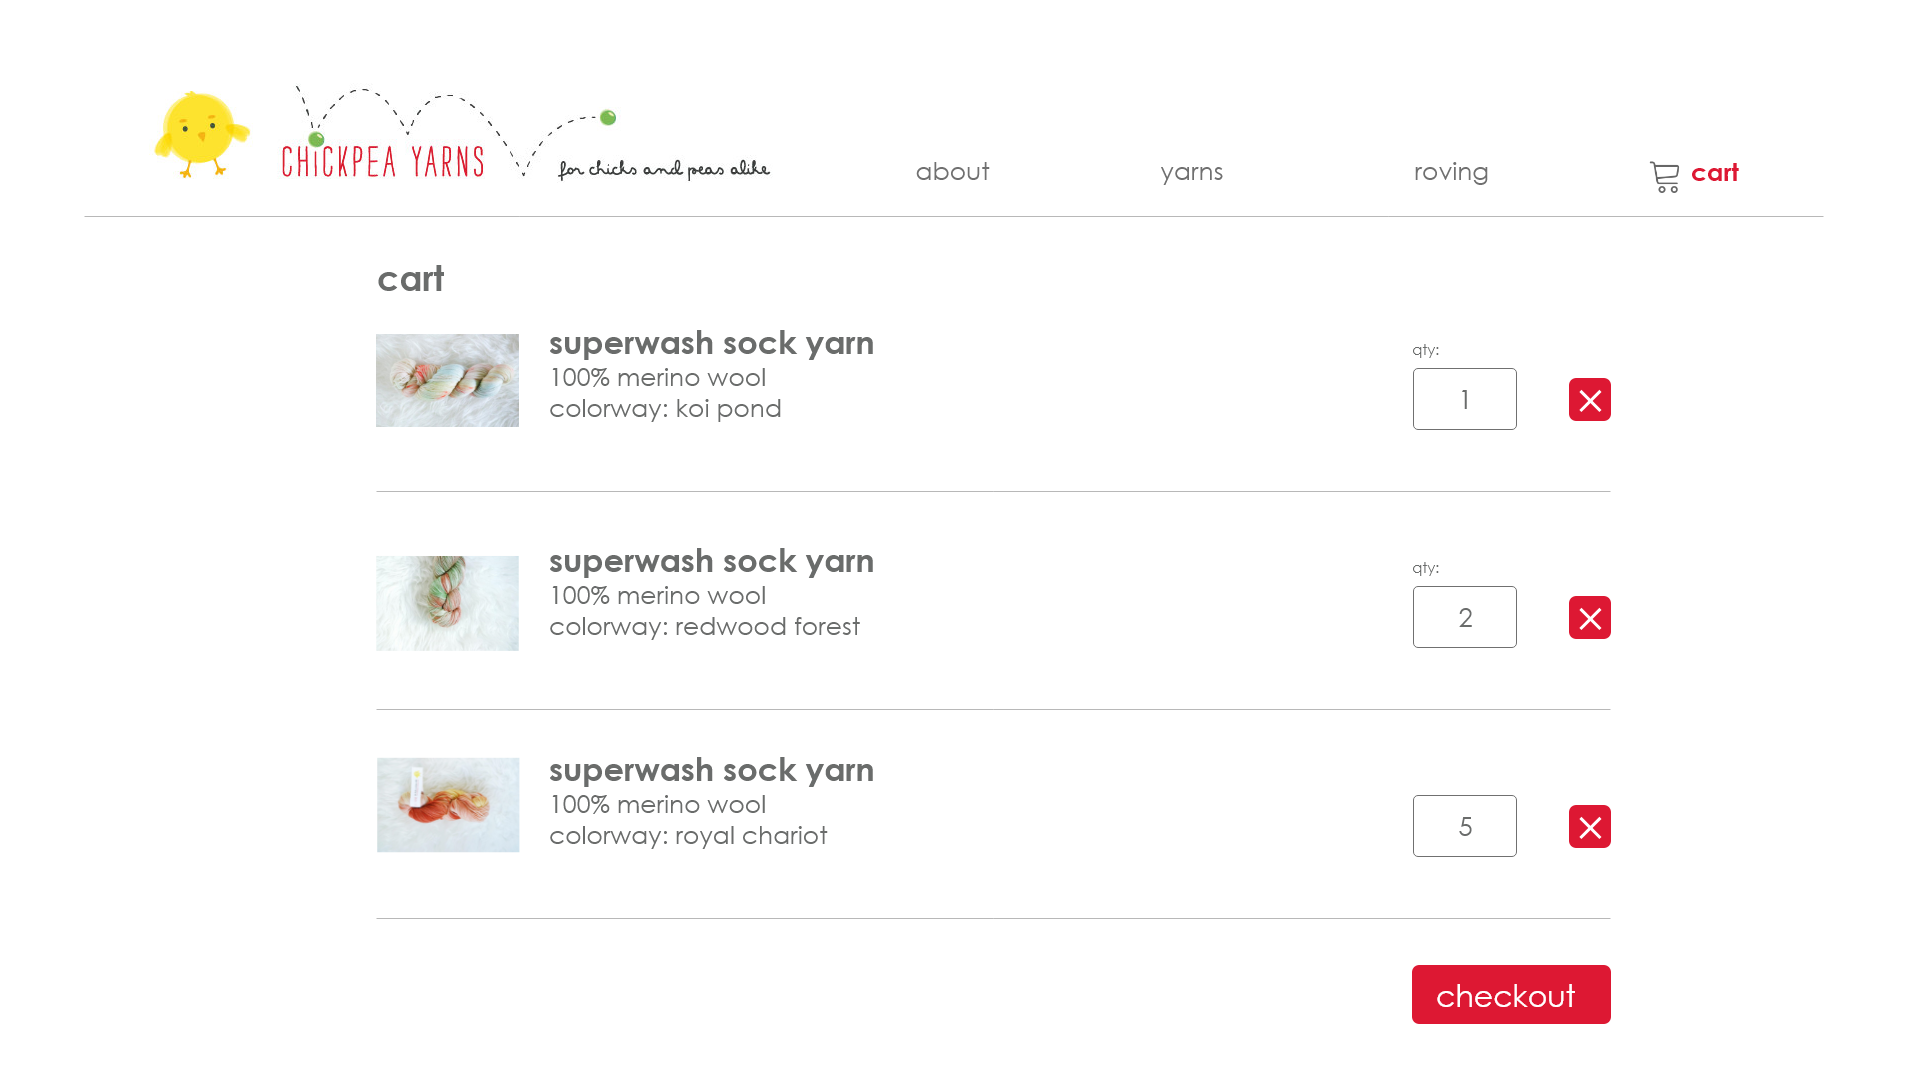 CHICKPEA YARNS
for chicks and peas alike
about
yarns
roving
cart
cart
superwash sock yarn
100% merino wool
colorway: koi pond
qty:
1
superwash sock yarn
100% merino wool
colorway: redwood forest
qty:
2
superwash sock yarn
100% merino wool
colorway: royal chariot
5
checkout